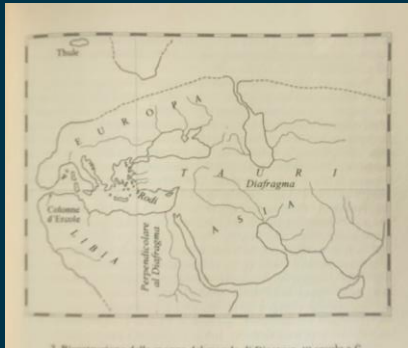 Thule
EUROPA
TAURI
Diafragma
Rodi
Colonne
d'Ercole
ASIA
LIBIA
Perpendicolare
al Diafragma